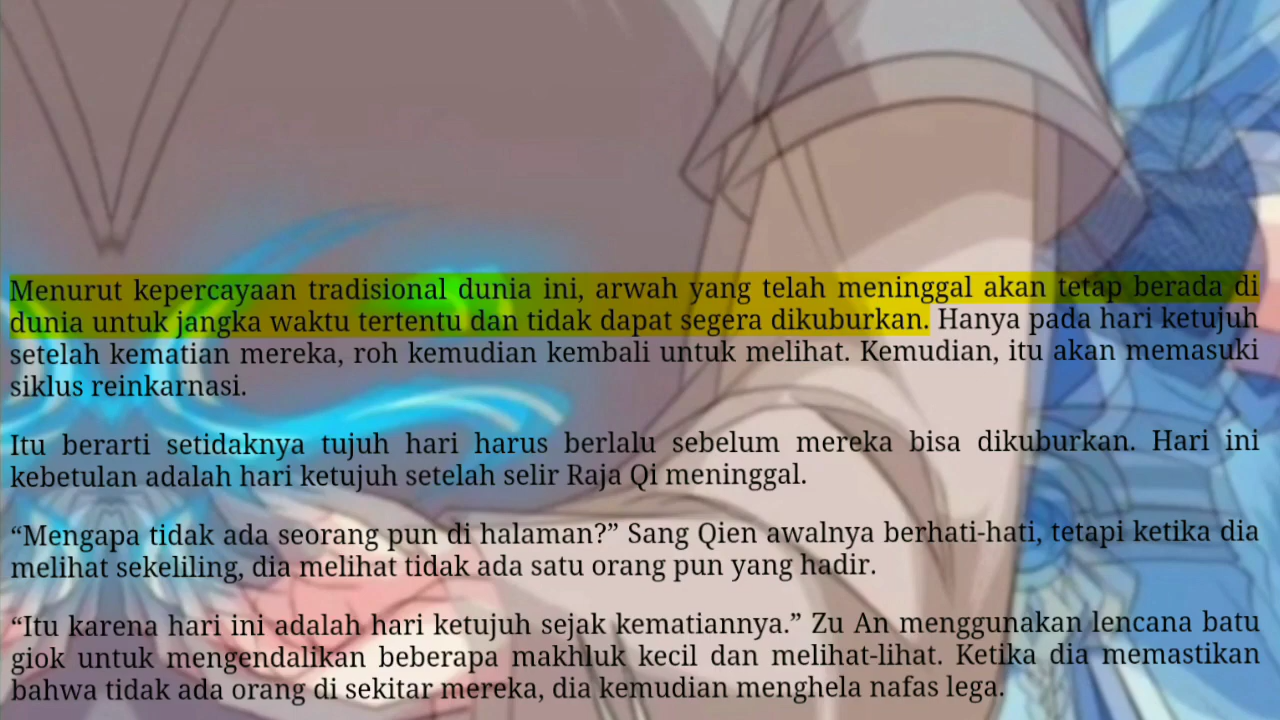 Menurut kepercayaan tradisional dunia ini, arwah yang telah meninggal akan tetap berada di
dunia untuk jangka waktu tertentu dan tidak dapat segera dikuburkan. Hanya pada hari ketujuh
setelah kematian mereka, roh kemudian kembali untuk melihat. Kemudian, itu akan memasuki
siklus reinkarnasi.
Itu berarti setidaknya tujuh hari harus berlalu sebelum mereka bisa dikuburkan. Hari ini
kebetulan adalah hari ketujuh setelah selir Raja Qi meninggal.
“Mengapa tidak ada seorang pun di halaman?” Sang Qien awalnya berhati-hati, tetapi ketika dia
melihat sekeliling, dia melihat tidak ada satu orang pun yang hadir.
“Itu karena hari ini adalah hari ketujuh sejak kematiannya.” Zu An menggunakan lencana batu
giok untuk mengendalikan beberapa makhluk kecil dan melihat-lihat. Ketika dia memastikan
bahwa tidak ada orang di sekitar mereka, dia kemudian menghela nafas lega.